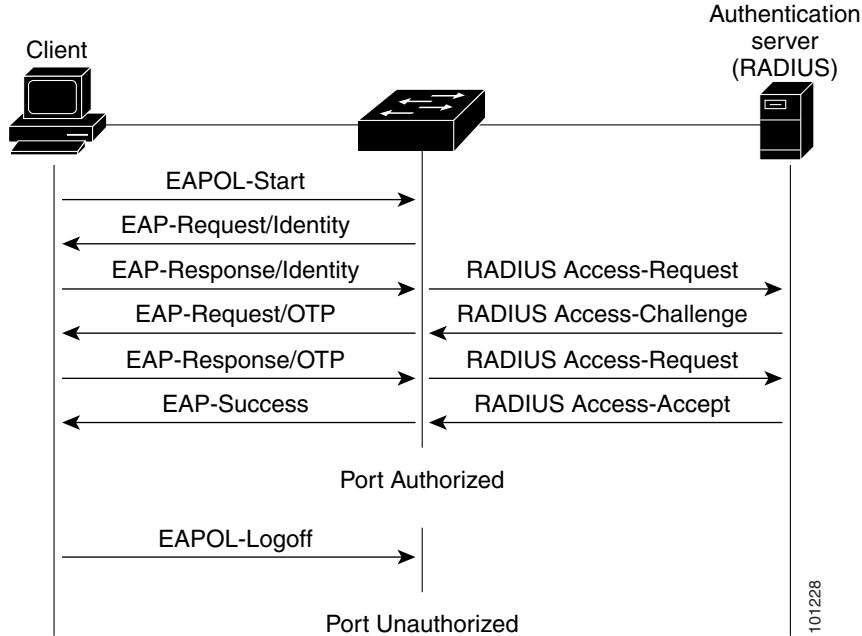 Client
Authentication
server
(RADIUS)
EAPOL-Start
EAP-Request/Identity
EAP-Response/Identity
RADIUS Access-Request
EAP-Request/OTP
RADIUS Access-Challenge
EAP-Response/OTP
RADIUS Access-Request
EAP-Success
RADIUS Access-Accept
Port Authorized
EAPOL-Logoff
Port Unauthorized
101228